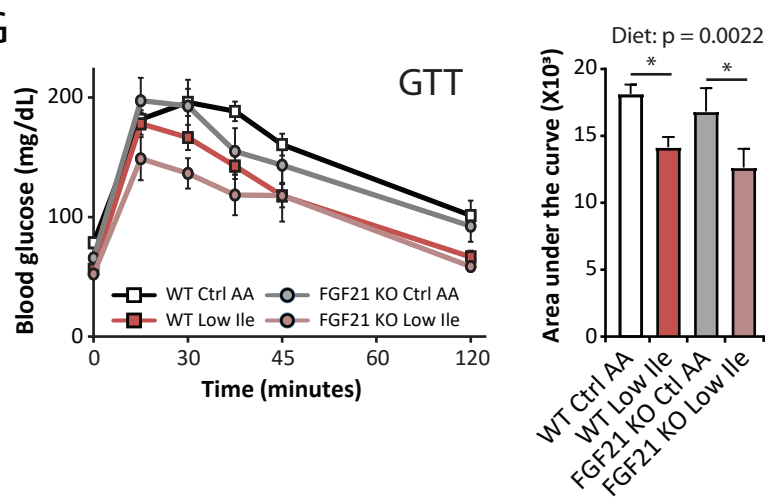 G
GTT
Blood glucose (mg/dL)
200
100
0
WT Ctrl AA
FGF21 KO Ctrl AA
WT Low Ile
FGF21 KO Low Ile
0
30
45
60
120
Time (minutes)
Diet: p = 0.0022
*
*
Area under the curve (X10³)
20
15
10
5
0
WT Ctrl AA
WT Low Ile
FGF21 KO Ctl AA
FGF21 KO Low Ile